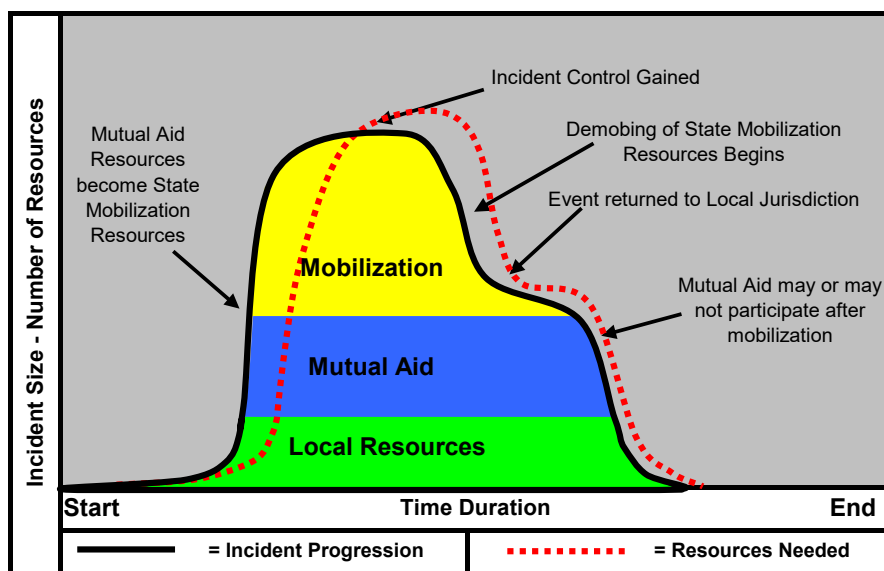 Incident Size - Number of Resources
Incident Control Gained
Mutual Aid
Resources
become State
Mobilization
Resources
Demobing of State Mobilization
Resources Begins
Event returned to Local Jurisdiction
Mobilization
Mutual Aid may or may
not participate after
mobilization
Mutual Aid
Local Resources
Start
Time Duration
End
= Incident Progression
= Resources Needed